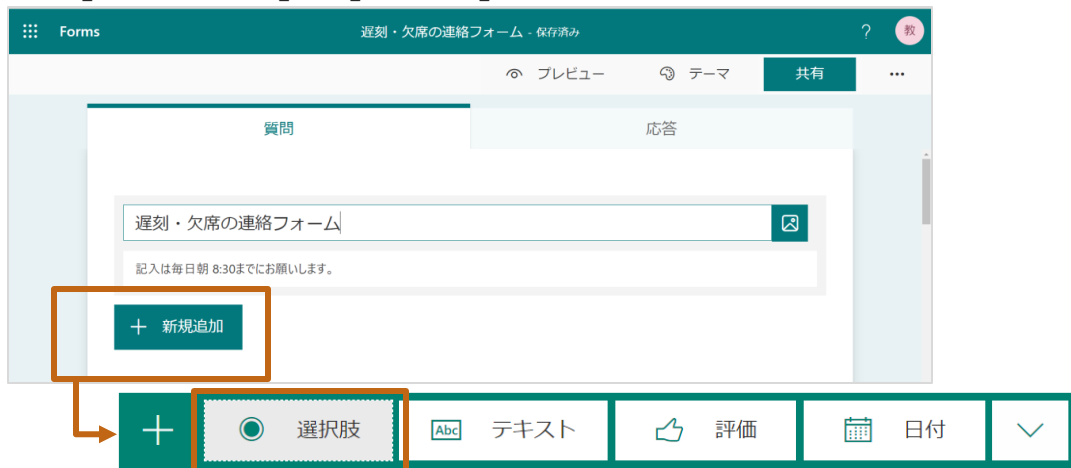 Forms
遅刻・欠席の連絡フォーム - 保存済み
?
教
プレビュー
テーマ
共有
...
質問
応答
遅刻・欠席の連絡フォーム
記入は毎日朝 8:30までにお願いします。
+ 新規追加
+
選択肢
Abc テキスト
評価
日付